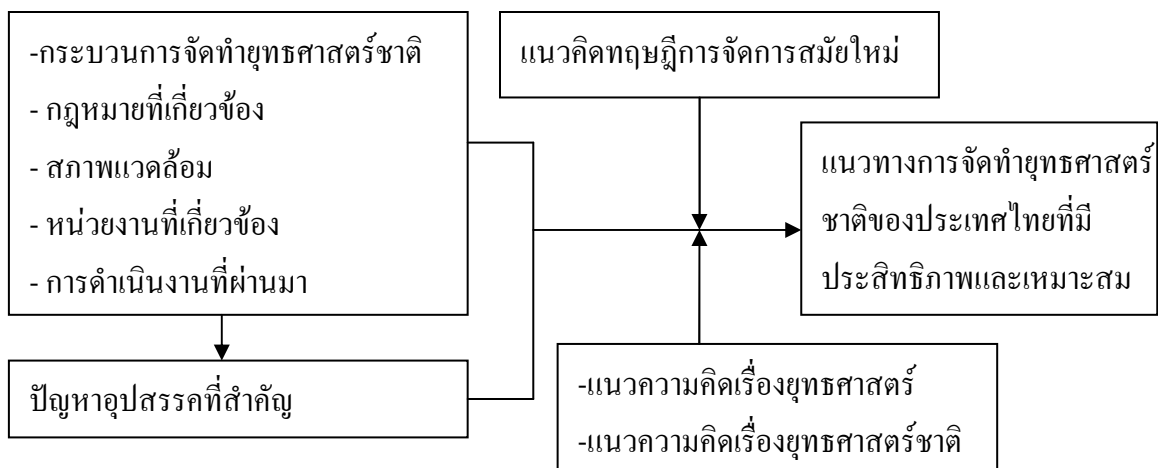 -กระบวนการจัดทำยุทธศาสตร์ชาติ
- กฎหมายที่เกี่ยวข้อง
- สภาพแวดล้อม
- หน่วยงานที่เกี่ยวข้อง
- การดำเนินงานที่ผ่านมา
ปัญหาอุปสรรคที่สำคัญ
แนวคิดทฤษฎีการจัดการสมัยใหม่
-แนวความคิดเรื่องยุทธศาสตร์
-แนวความคิดเรื่องยุทธศาสตร์ชาติ
แนวทางการจัดทำยุทธศาสตร์
ชาติของประเทศไทยที่มี
ประสิทธิภาพและเหมาะสม